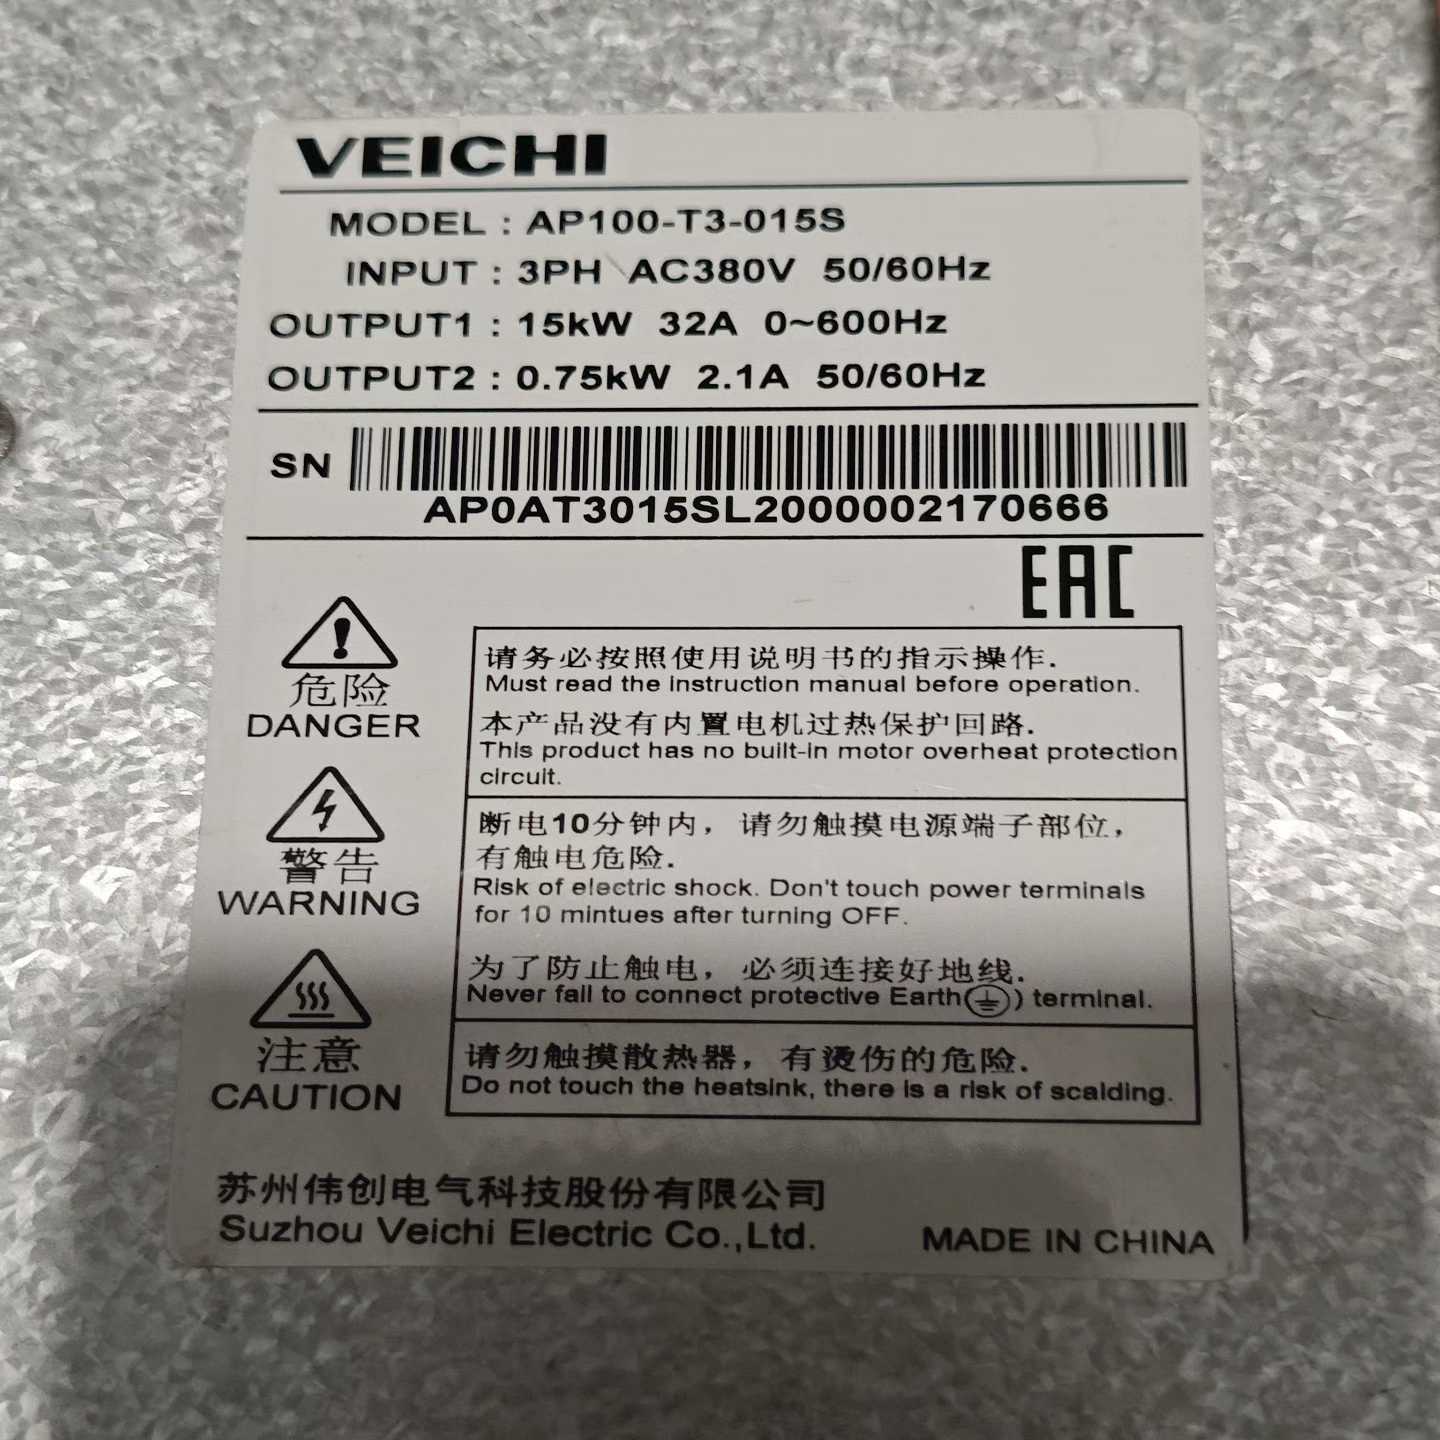 VEICHI
MODEL : AP100-T3-015S
INPUT : 3PH AC380V 50/60Hz
OUTPUT1 : 15kW 32A 0~600Hz
OUTPUT2 : 0.75kW 2.1A 50/60Hz
SN
AP0AT3015SL2000002170666
EAC
危险
DANGER
请务必按照使用说明书的指示操作.
Must read the instruction manual before operation.
本产品没有内置电机过热保护回路.
This product has no built-in motor overheat protection
circuit.
警告
WARNING
断电10分钟内，请勿触摸电源端子部位，
有触电危险.
Risk of electric shock. Don't touch power terminals
for 10 mintues after turning OFF.
为了防止触电，必须连接好地线.
Never fail to connect protective Earth(⏚) terminal.
注意
CAUTION
请勿触摸散热器，有烫伤的危险.
Do not touch the heatsink, there is a risk of scalding.
苏州伟创电气科技股份有限公司
Suzhou Veichi Electric Co.,Ltd.
MADE IN CHINA